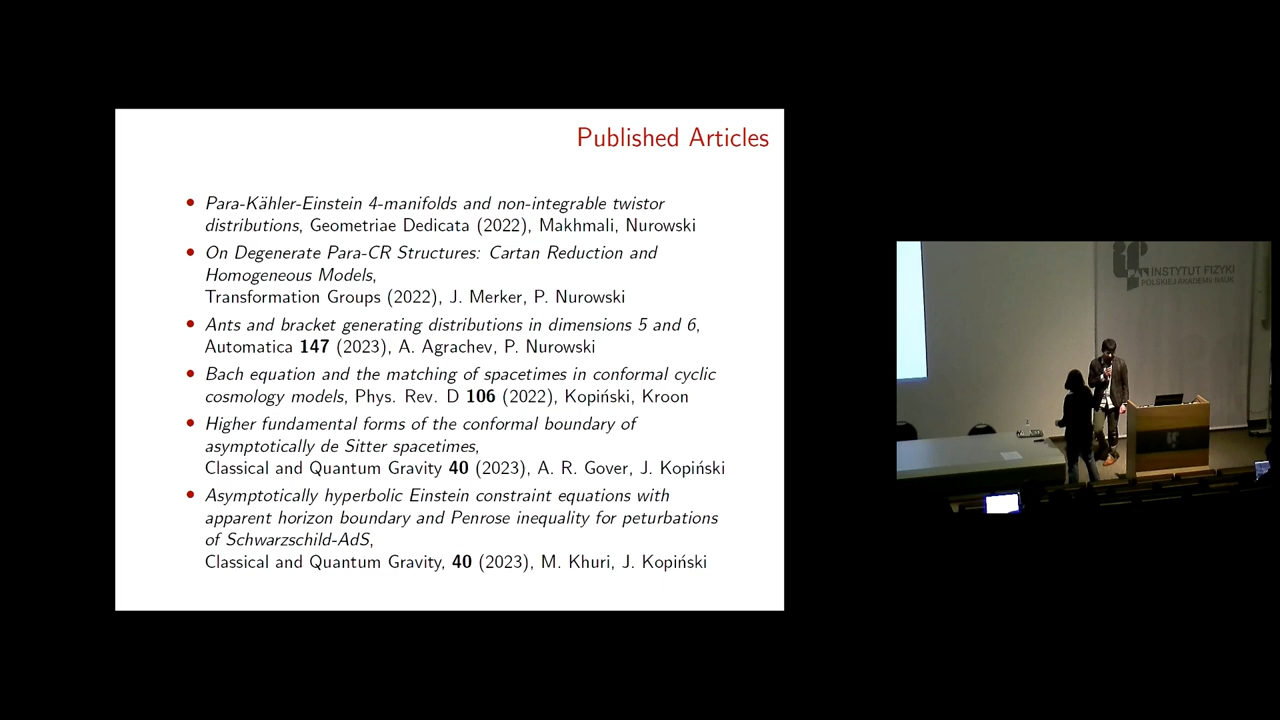 Published Articles
• Para-Kähler-Einstein 4-manifolds and non-integrable twistor
distributions, Geometriae Dedicata (2022), Makhmali, Nurowski
• On Degenerate Para-CR Structures: Cartan Reduction and
Homogeneous Models,
Transformation Groups (2022), J. Merker, P. Nurowski
• Ants and bracket generating distributions in dimensions 5 and 6,
Automatica 147 (2023), A. Agrachev, P. Nurowski
• Bach equation and the matching of spacetimes in conformal cyclic
cosmology models, Phys. Rev. D 106 (2022), Kopiński, Kroon
• Higher fundamental forms of the conformal boundary of
asymptotically de Sitter spacetimes,
Classical and Quantum Gravity 40 (2023), A. R. Gover, J. Kopiński
• Asymptotically hyperbolic Einstein constraint equations with
apparent horizon boundary and Penrose inequality for peturbations
of Schwarzschild-AdS,
Classical and Quantum Gravity, 40 (2023), M. Khuri, J. Kopiński
if PAN INSTYTUT FIZYKI
POLSKIEJ AKADEMII NAUK